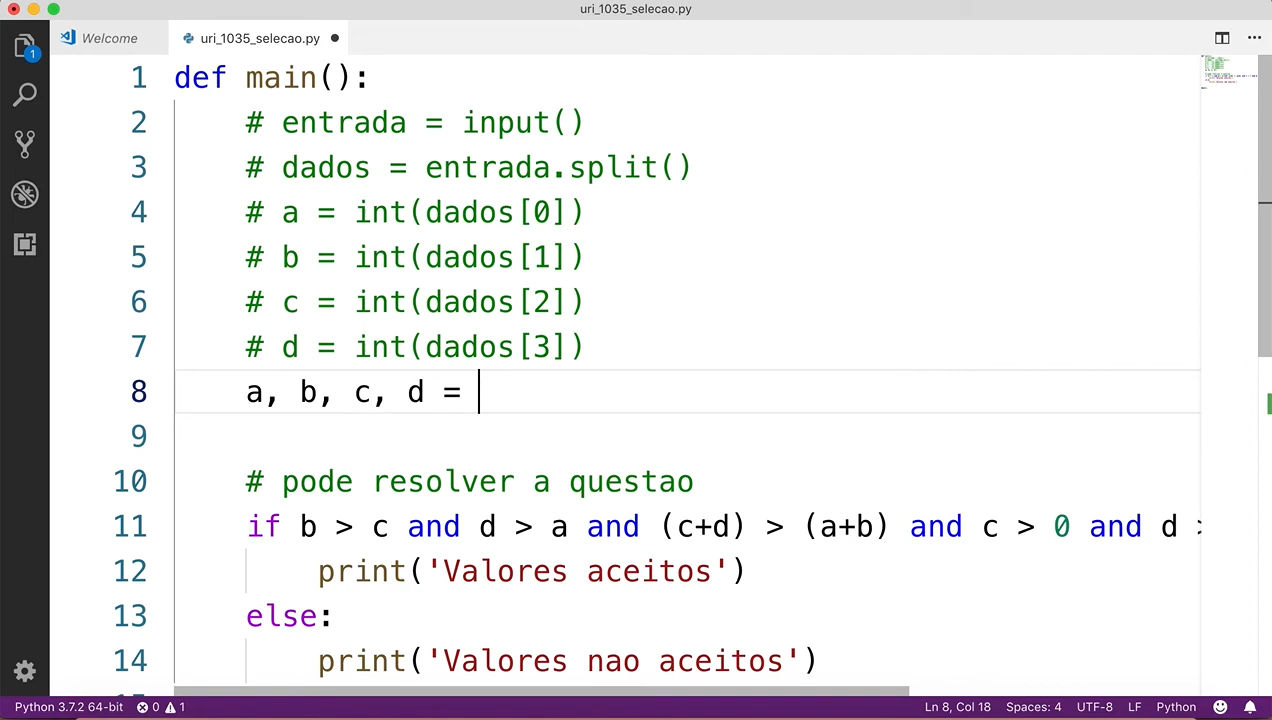 uri_1035_selecao.py
1
Welcome
uri_1035_selecao.py
1 def main():
2 # entrada = input()
3 # dados = entrada.split()
4 # a = int(dados[0])
5 # b = int(dados[1])
6 # c = int(dados[2])
7 # d = int(dados[3])
8 a, b, c, d =
9
10 # pode resolver a questao
11 if b > c and d > a and (c+d) > (a+b) and c > 0 and d >
12 print('Valores aceitos')
13 else:
14 print('Valores nao aceitos')
Python 3.7.2 64-bit 0 1 Ln 8, Col 18 Spaces: 4 UTF-8 LF Python